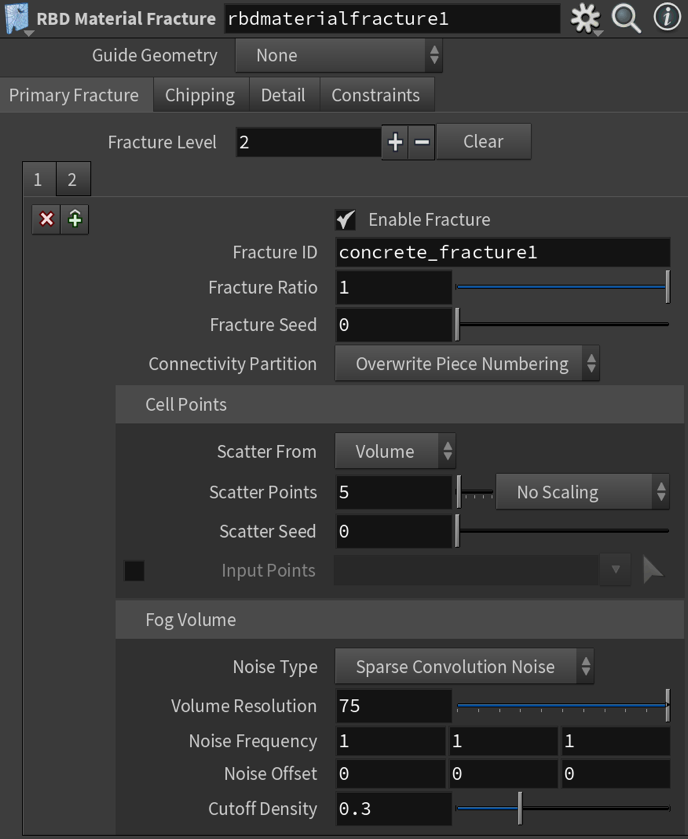 RBD Material Fracture rbdmaterialfracture1
Guide Geometry None
Primary Fracture Chipping Detail Constraints
Fracture Level 2 Clear
1 2
Enable Fracture
Fracture ID concrete_fracture1
Fracture Ratio 1
Fracture Seed 0
Connectivity Partition Overwrite Piece Numbering
Cell Points
Scatter From Volume
Scatter Points 5 No Scaling
Scatter Seed 0
Input Points
Fog Volume
Noise Type Sparse Convolution Noise
Volume Resolution 75
Noise Frequency 1 1 1
Noise Offset 0 0 0
Cutoff Density 0.3